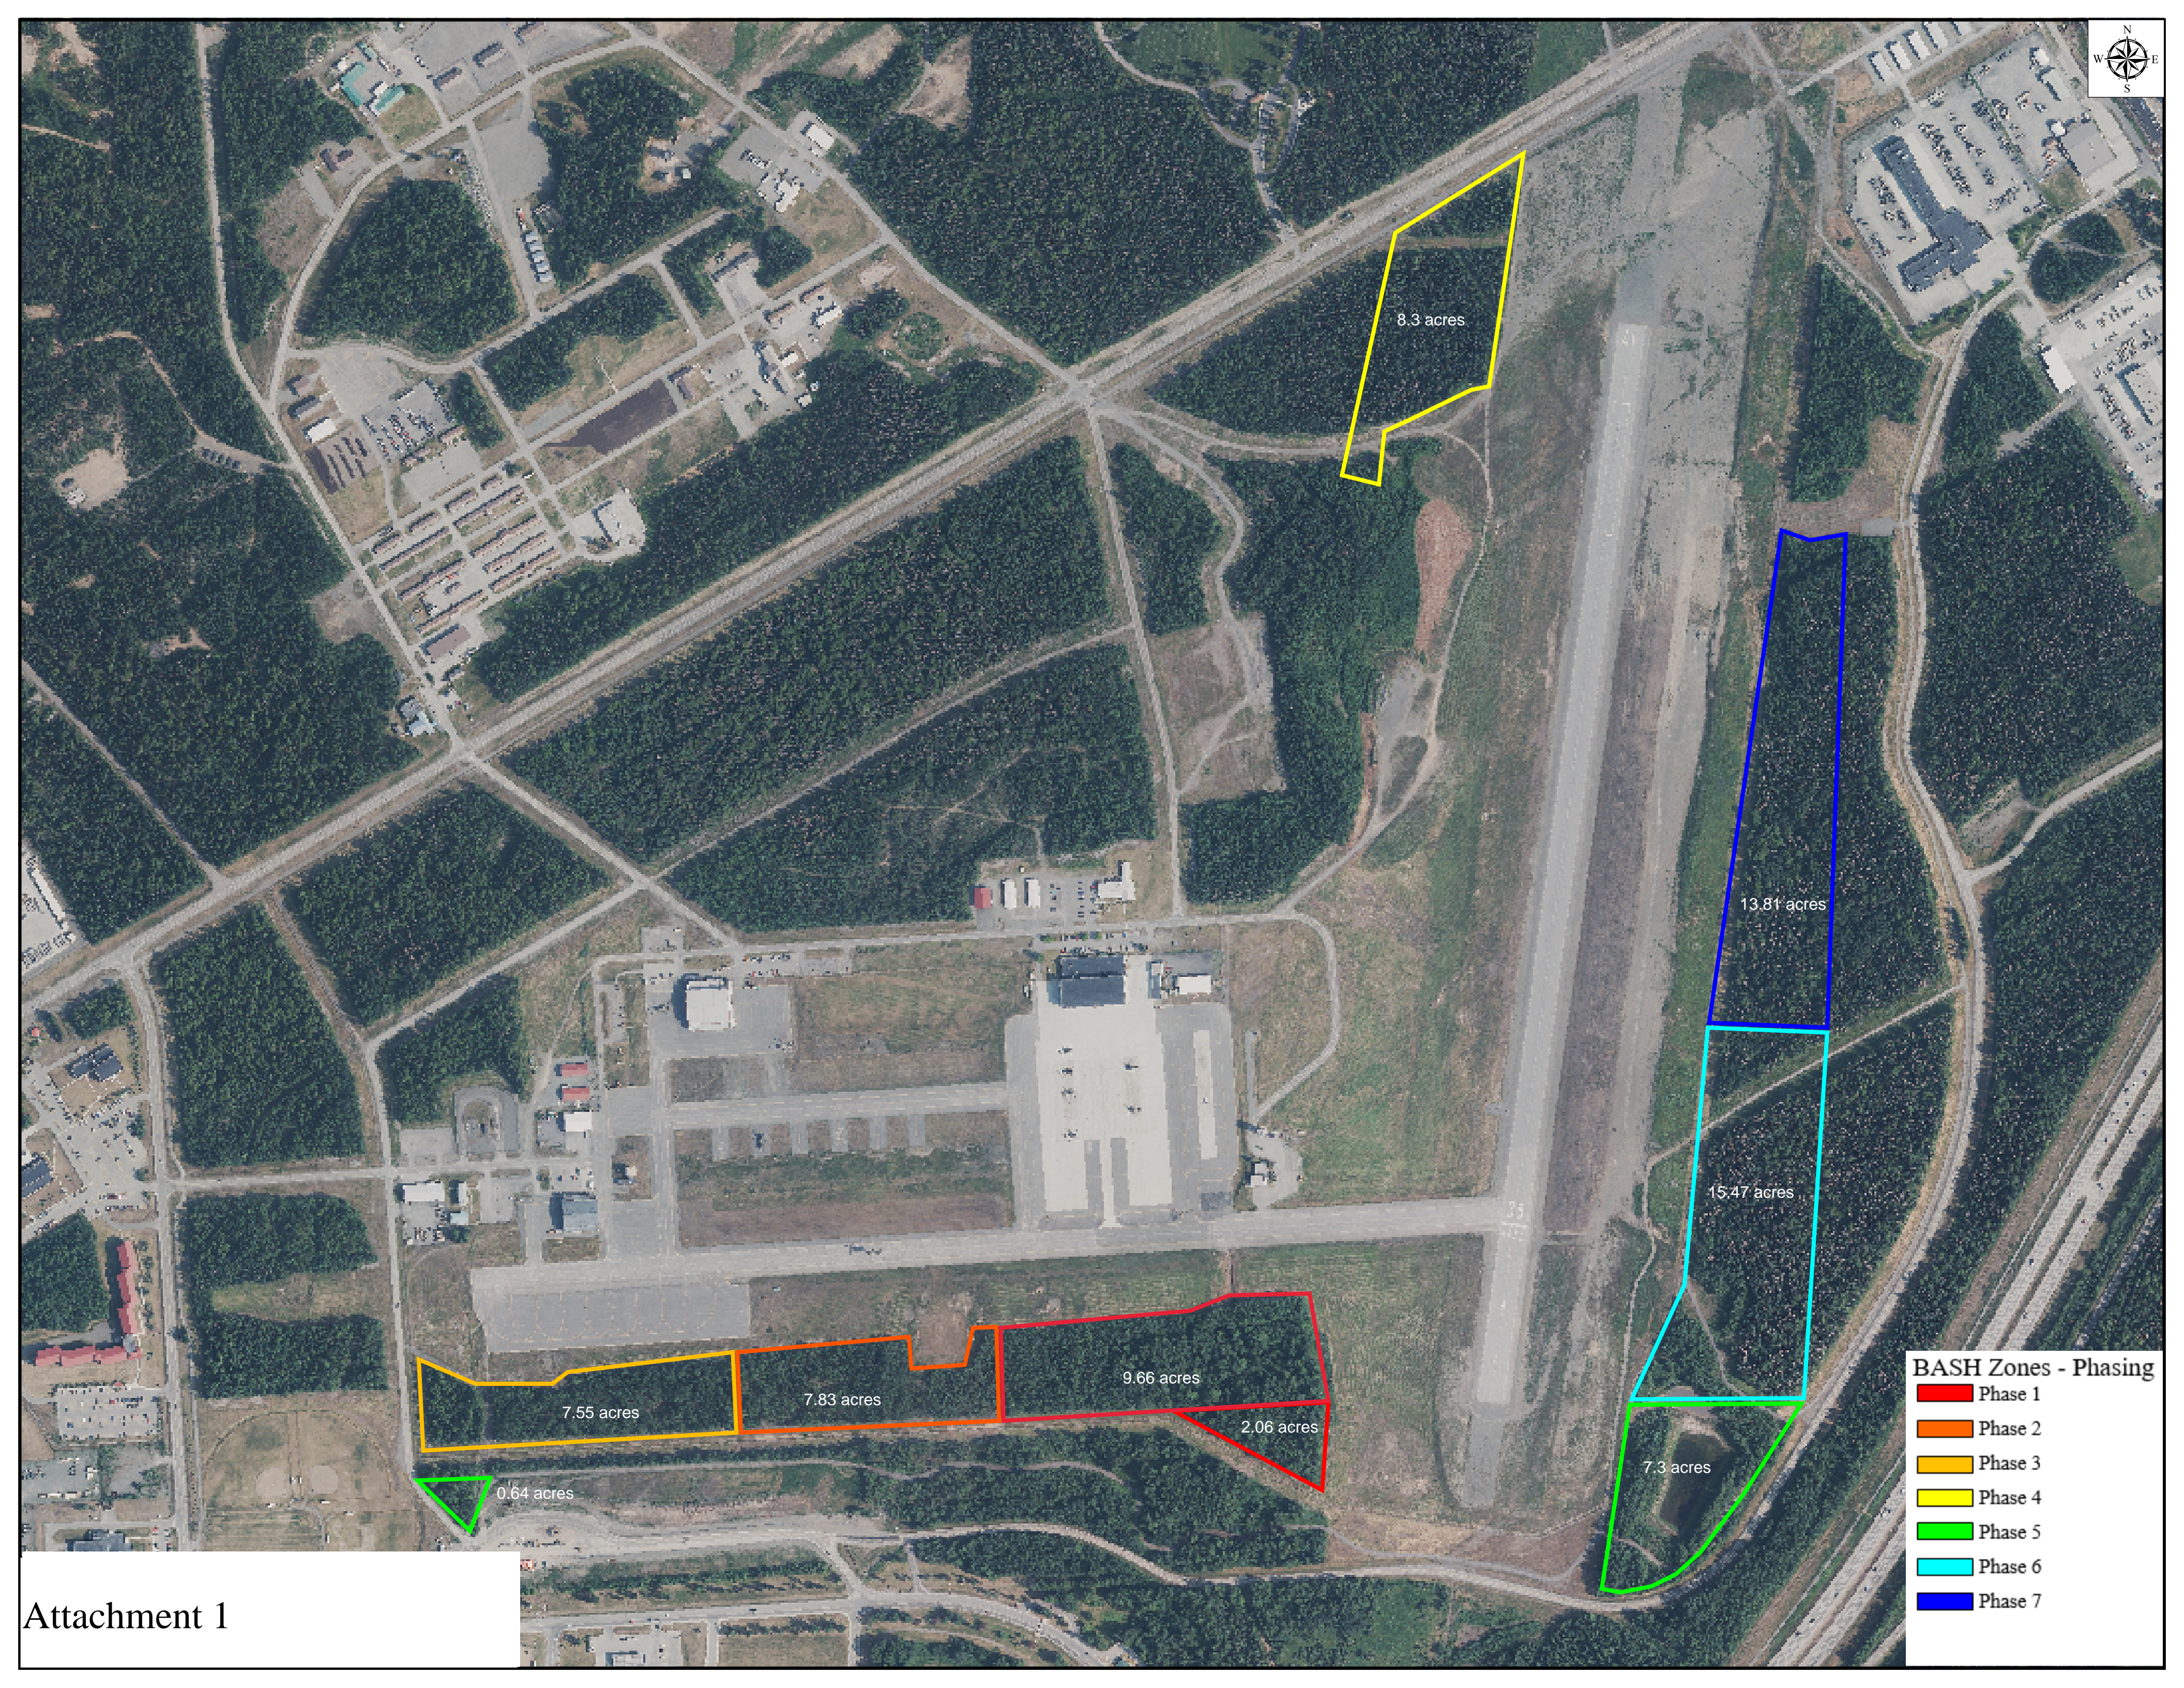 N
W E
S
8.3 acres
13.81 acres
15.47 acres
9.66 acres
7.83 acres
7.55 acres
2.06 acres
7.3 acres
0.64 acres
BASH Zones - Phasing
Phase 1
Phase 2
Phase 3
Phase 4
Phase 5
Phase 6
Phase 7
Attachment 1